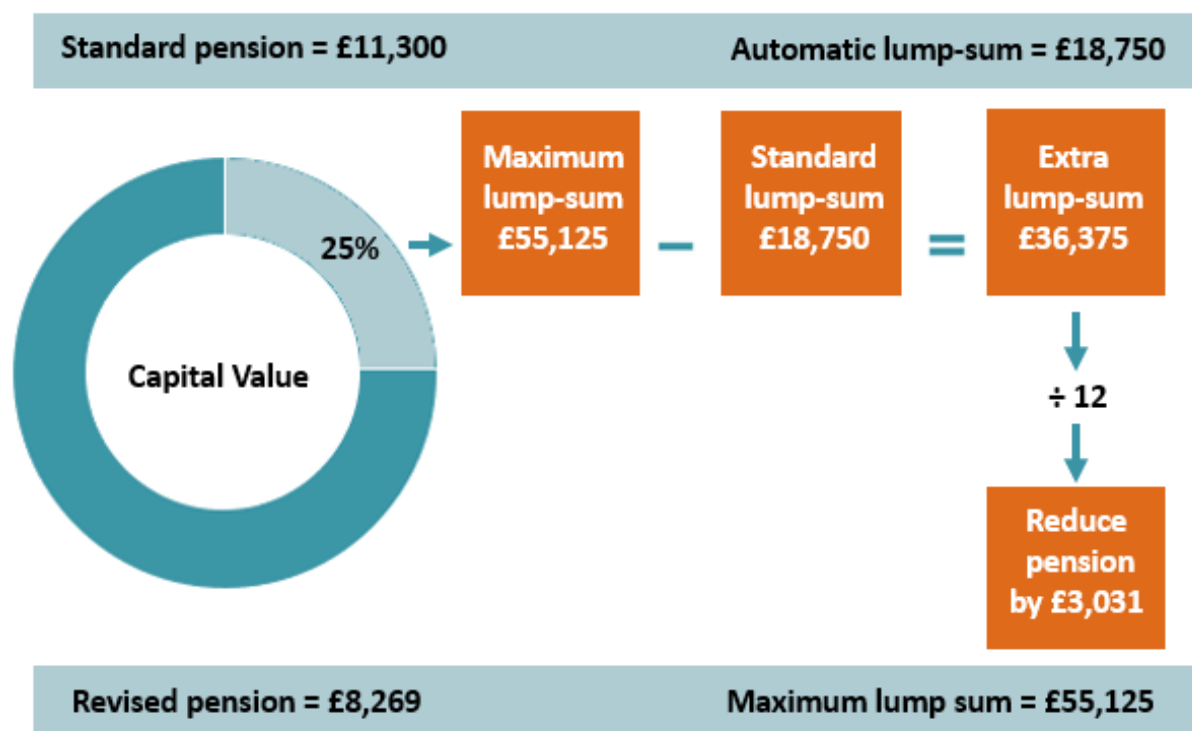 Standard pension = £11,300
Automatic lump-sum = £18,750
Maximum
lump-sum
£55,125
–
Standard
lump-sum
£18,750
=
Extra
lump-sum
£36,375
25%
Capital Value
÷ 12
Reduce
pension
by £3,031
Revised pension = £8,269
Maximum lump sum = £55,125